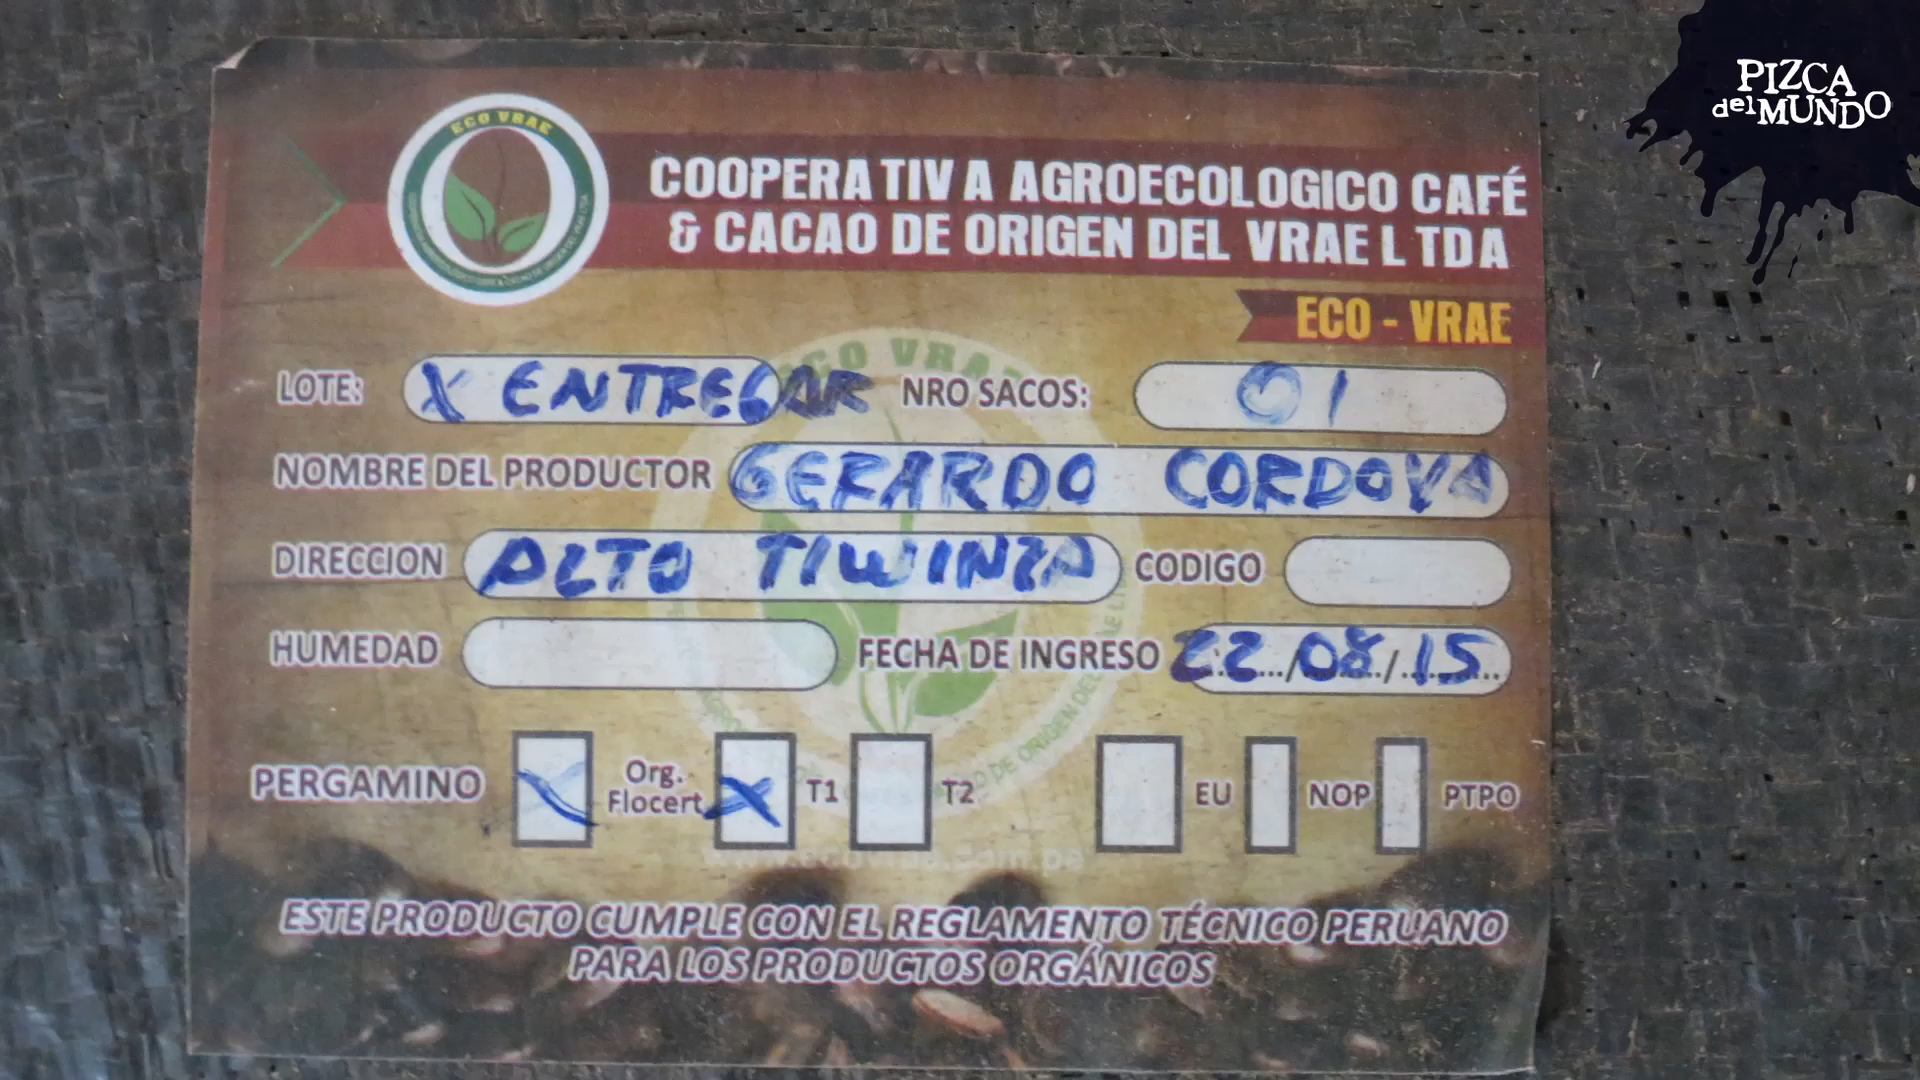 PIZCA
del MUNDO
ECO VRAE
COOPERATIVA AGROECOLOGICO CAFÉ
& CACAO DE ORIGEN DEL VRAE LTDA
ECO - VRAE
LOTE: X ENTREGAR NRO SACOS: 01
NOMBRE DEL PRODUCTOR GERARDO CORDOVA
DIRECCION ALTO TIWINZA CODIGO
HUMEDAD FECHA DE INGRESO 22/08/15
PERGAMINO X Org. Flocert X T1 T2 EU NOP PTPO
ESTE PRODUCTO CUMPLE CON EL REGLAMENTO TÉCNICO PERUANO
PARA LOS PRODUCTOS ORGÁNICOS